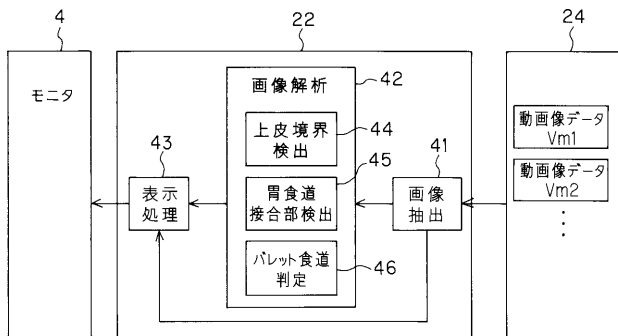 4
22
24
モニタ
画像解析
42
上皮境界
検出
44
43
表示
処理
45
胃食道
接合部検出
41
画像
抽出
バレット食道
判定
46
動画像データ
Vm1
動画像データ
Vm2